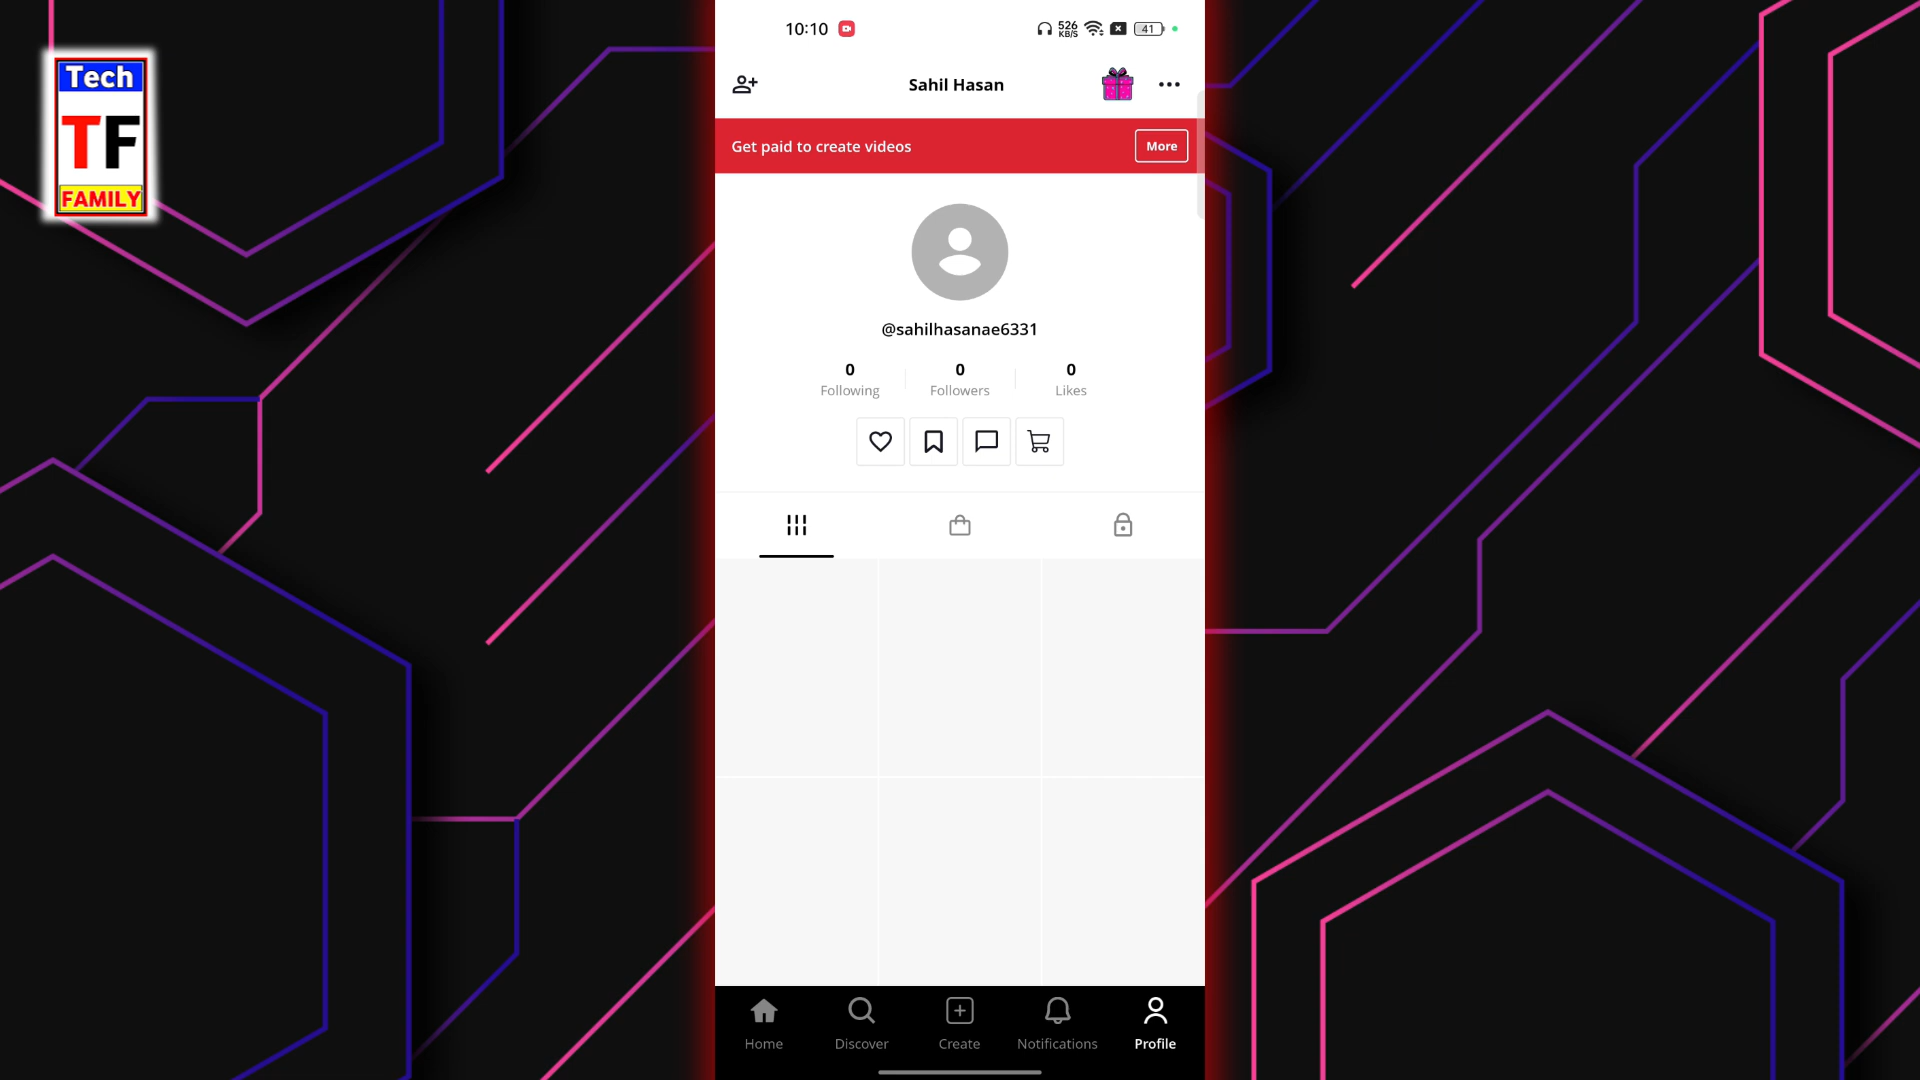 Tech
TF
FAMILY
10:10
526
KB/S
41
Sahil Hasan
Get paid to create videos
More
@sahilhasanae6331
0 0 0
Following Followers Likes
Home Discover Create Notifications Profile